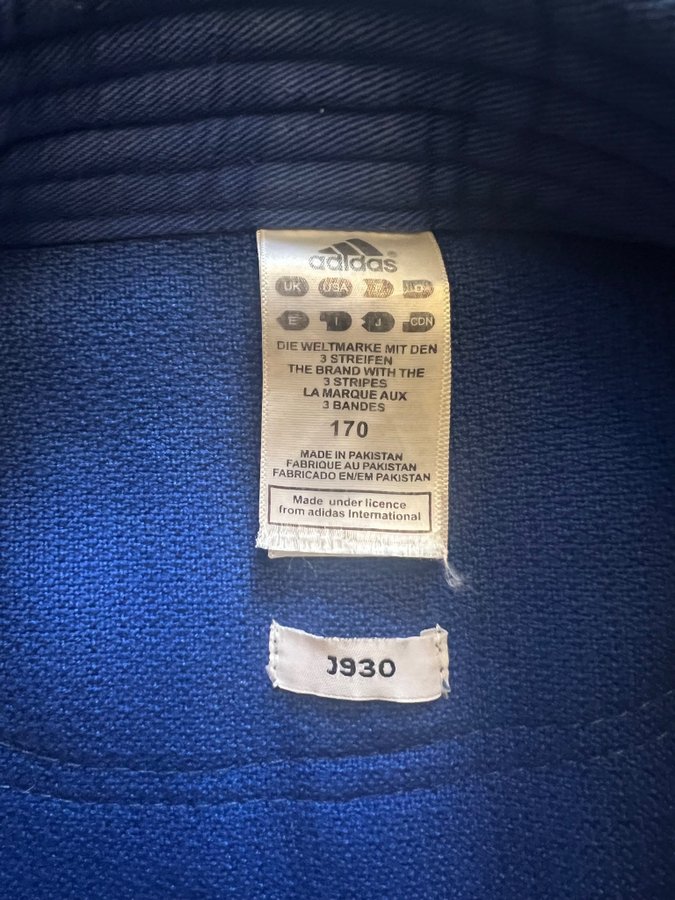 adidas
UK USA
E I J CDN
DIE WELTMARKE MIT DEN
3 STREIFEN
THE BRAND WITH THE
3 STRIPES
LA MARQUE AUX
3 BANDES
170
MADE IN PAKISTAN
FABRIQUE AU PAKISTAN
FABRICADO EN/EM PAKISTAN
Made under licence
from adidas International
J930